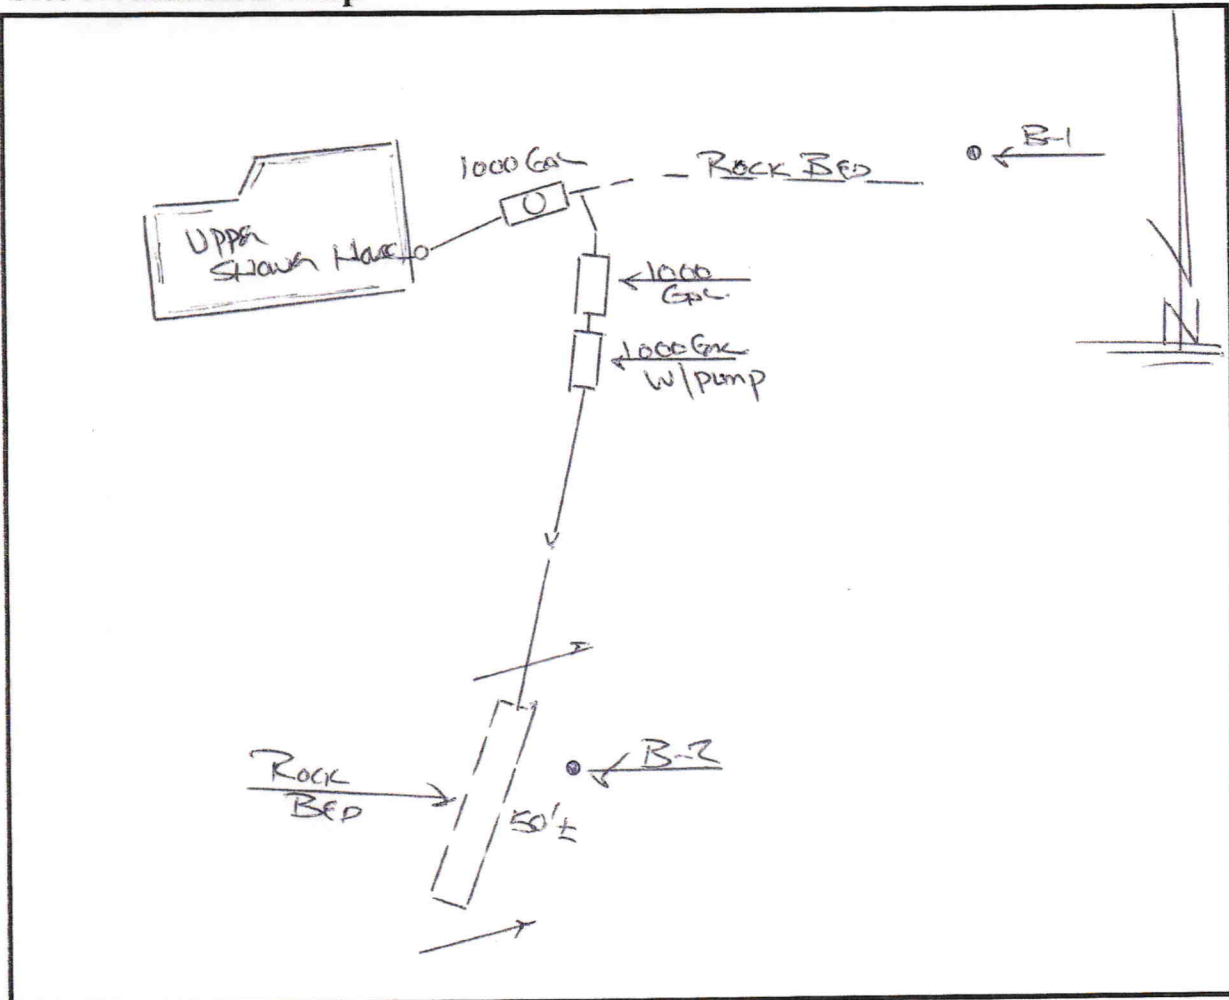 1000 Gal
Rock Bed
B-1
Upper
Shower House
1000
Gal
1000 Gal
w/pump
N
Rock
Bed
B-2
50'±